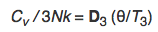 Cᵥ/3Nk = D₃ (θ/T₃)